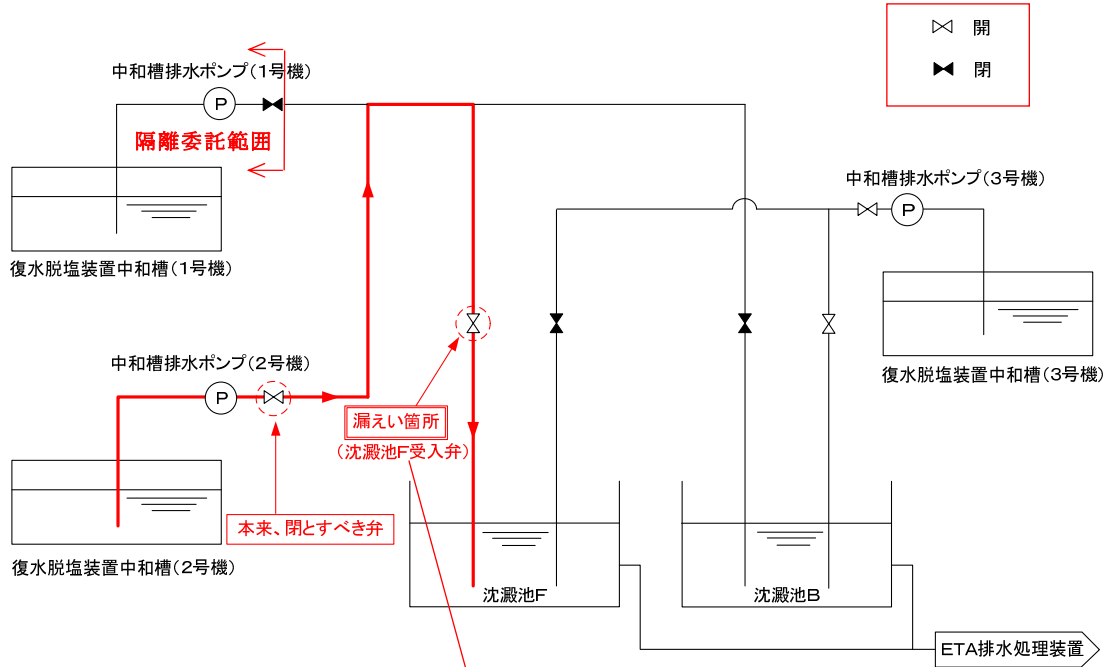 開
閉
中和槽排水ポンプ(1号機)
P
隔離委託範囲
復水脱塩装置中和槽(1号機)
中和槽排水ポンプ(3号機)
P
復水脱塩装置中和槽(3号機)
中和槽排水ポンプ(2号機)
P
漏えい箇所
(沈澱池F受入弁)
本来、閉とすべき弁
復水脱塩装置中和槽(2号機)
沈澱池F
沈澱池B
ETA排水処理装置